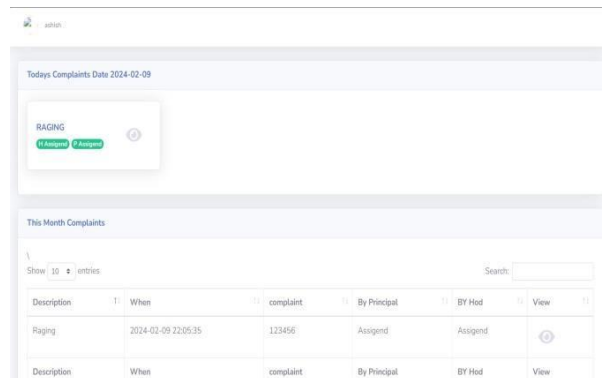 ashish
Todays Complaints Date 2024-02-09
RAGING
H Assigend P Assigend
This Month Complaints
\
Show 10 entries
Search:
Description When complaint By Principal BY Hod View
Raging 2024-02-09 22:05:35 123456 Assigend Assigend
Description When complaint By Principal BY Hod View